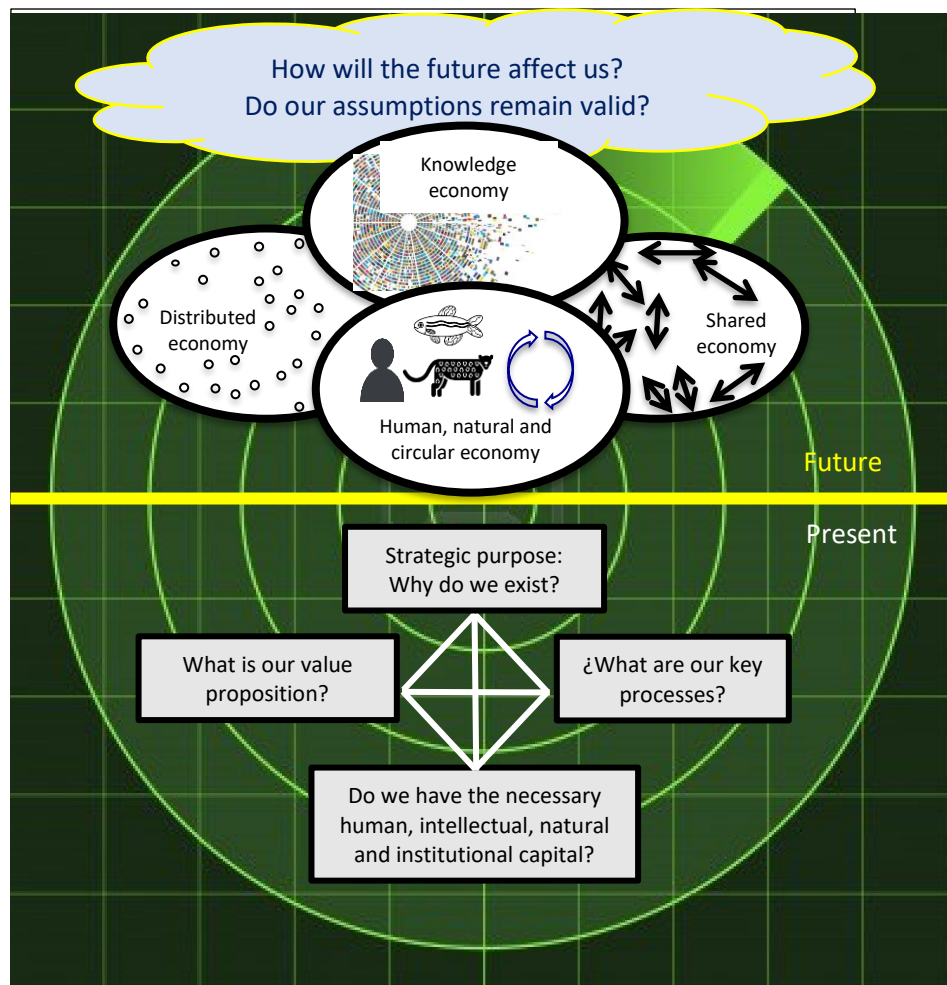 How will the future affect us?
Do our assumptions remain valid?
Knowledge
economy
Distributed
economy
Shared
economy
Human, natural and
circular economy
Future
Present
Strategic purpose:
Why do we exist?
What is our value
proposition?
¿What are our key
processes?
Do we have the necessary
human, intellectual, natural
and institutional capital?